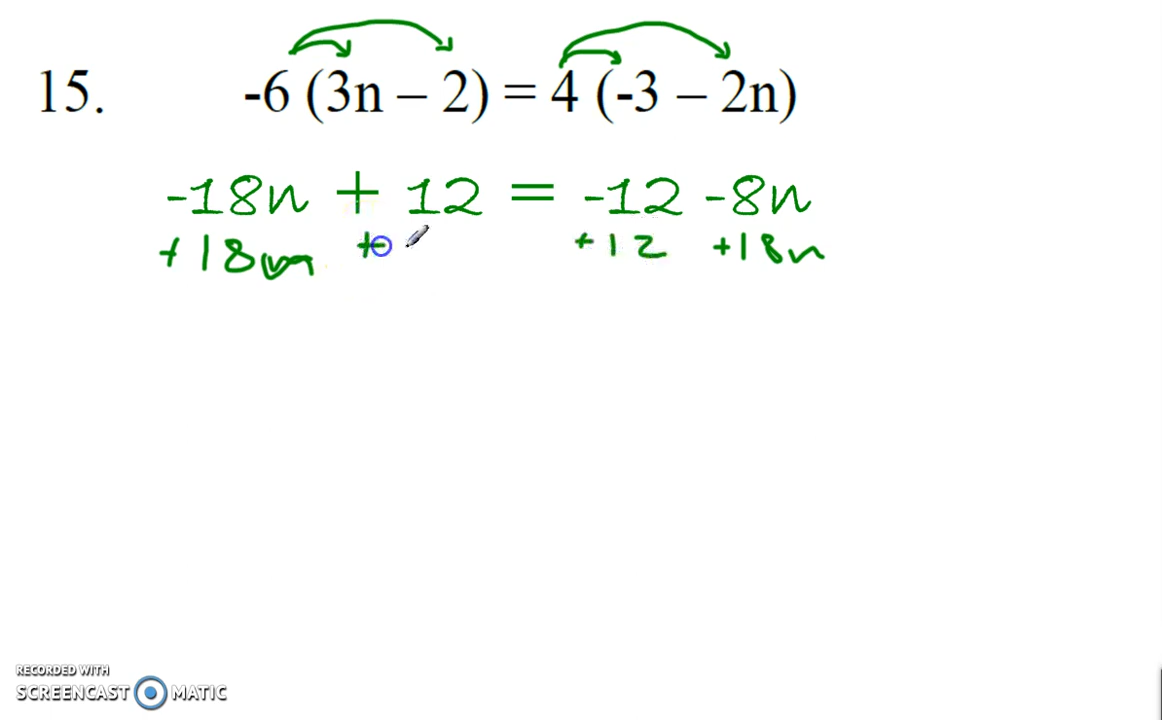 15. -6 (3n – 2) = 4 (-3 – 2n)
-18n + 12 = -12 -8n
+18n + +12 +18n
RECORDED WITH
SCREENCAST MATIC